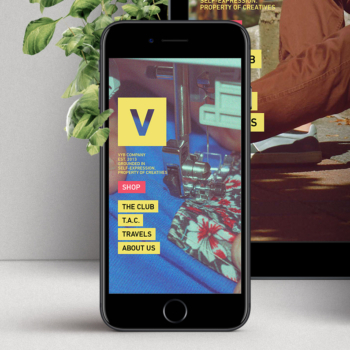 SELF-EXPRESSION.
PROPERTY OF CREATIVES
B
S
V
VYB COMPANY
EST. 2013
GROUNDED IN
SELF-EXPRESSION.
PROPERTY OF CREATIVES
SHOP
THE CLUB
T.A.C.
TRAVELS
ABOUT US